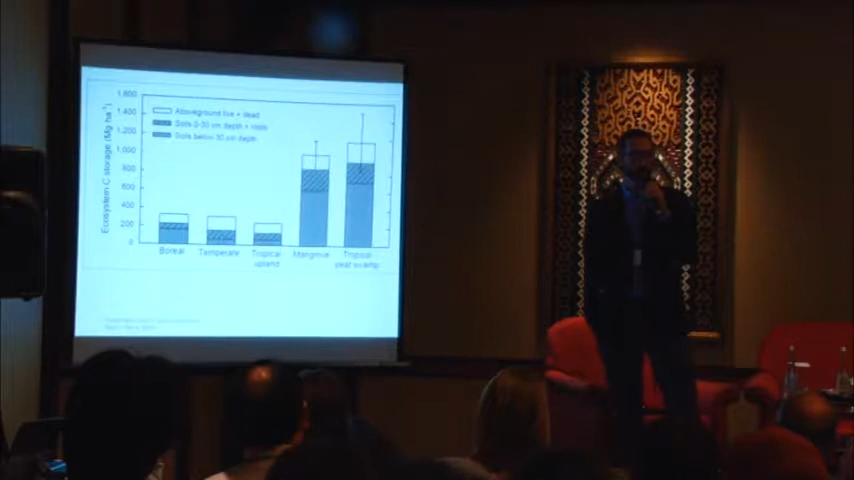 1,600
1,400
1,200
1,000
800
600
400
200
0
Ecosystem C storage (Mg ha⁻¹)
Aboveground live + dead
Soils 0-30 cm depth + roots
Soils below 30 cm depth
Boreal
Temperate
Tropical
upland
Mangrove
Tropical
peat swamp